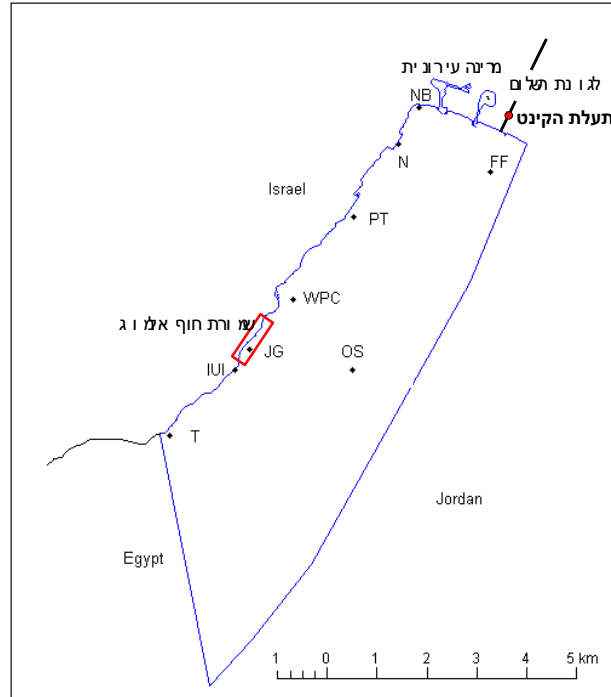 מרינה עירונית
לגונת תשלום
NB
תעלת הקינט
N
FF
Israel
PT
WPC
שמורת חוף אלמוג
JG
IUI
OS
T
Jordan
Egypt
1 0 1 2 3 4 5 km